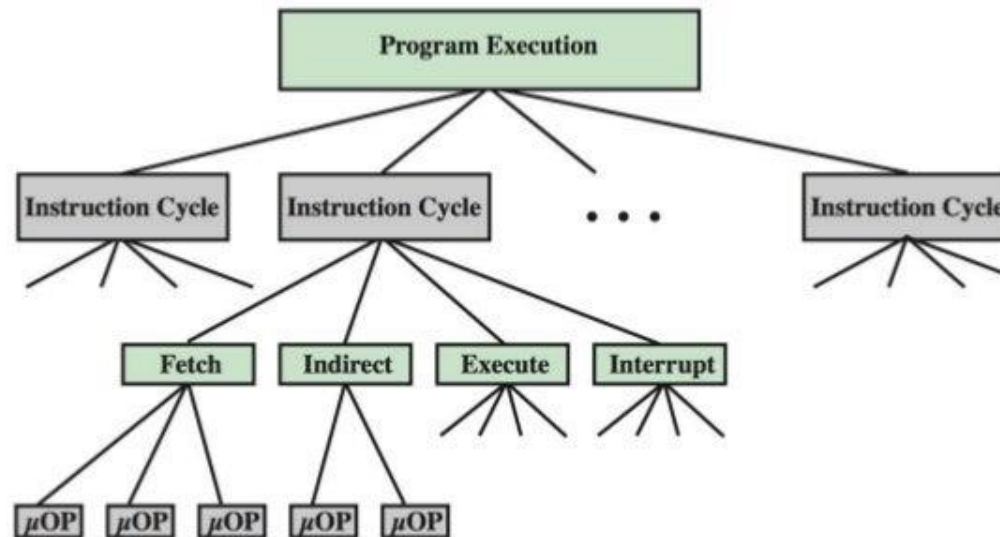 Program Execution
Instruction Cycle
Instruction Cycle
• • •
Instruction Cycle
Fetch
Indirect
Execute
Interrupt
μOP
μOP
μOP
μOP
μOP